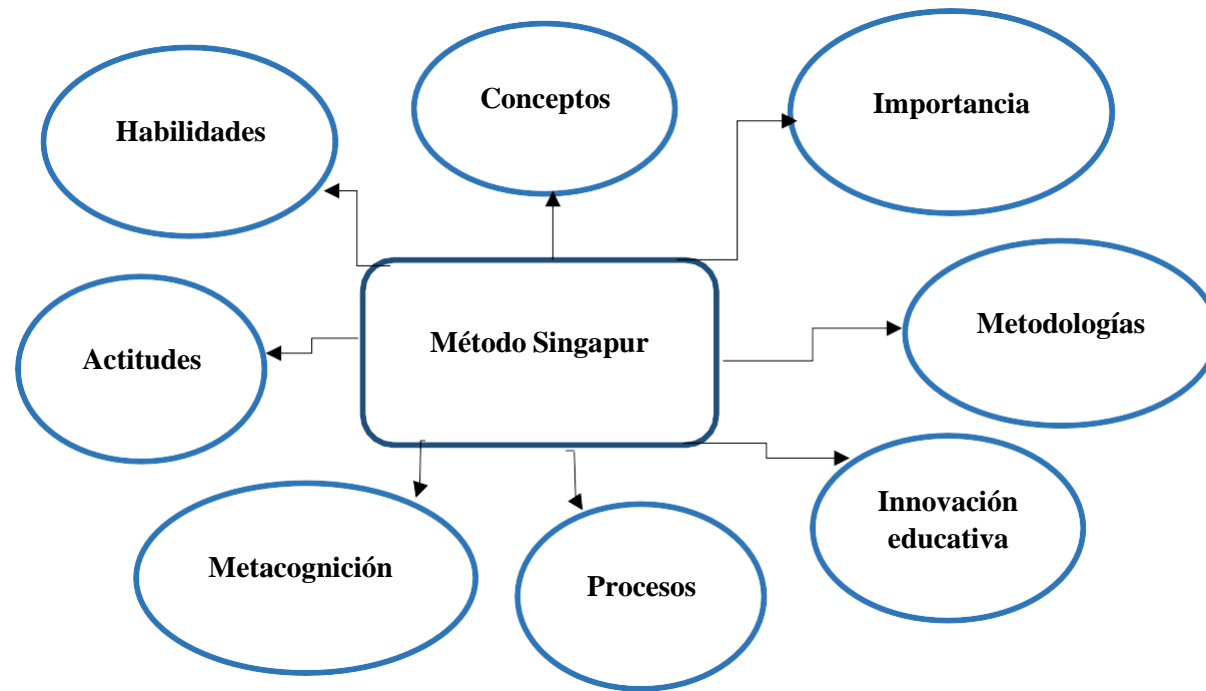 Conceptos
Importancia
Habilidades
Metodologías
Método Singapur
Actitudes
Innovación
educativa
Metacognición
Procesos